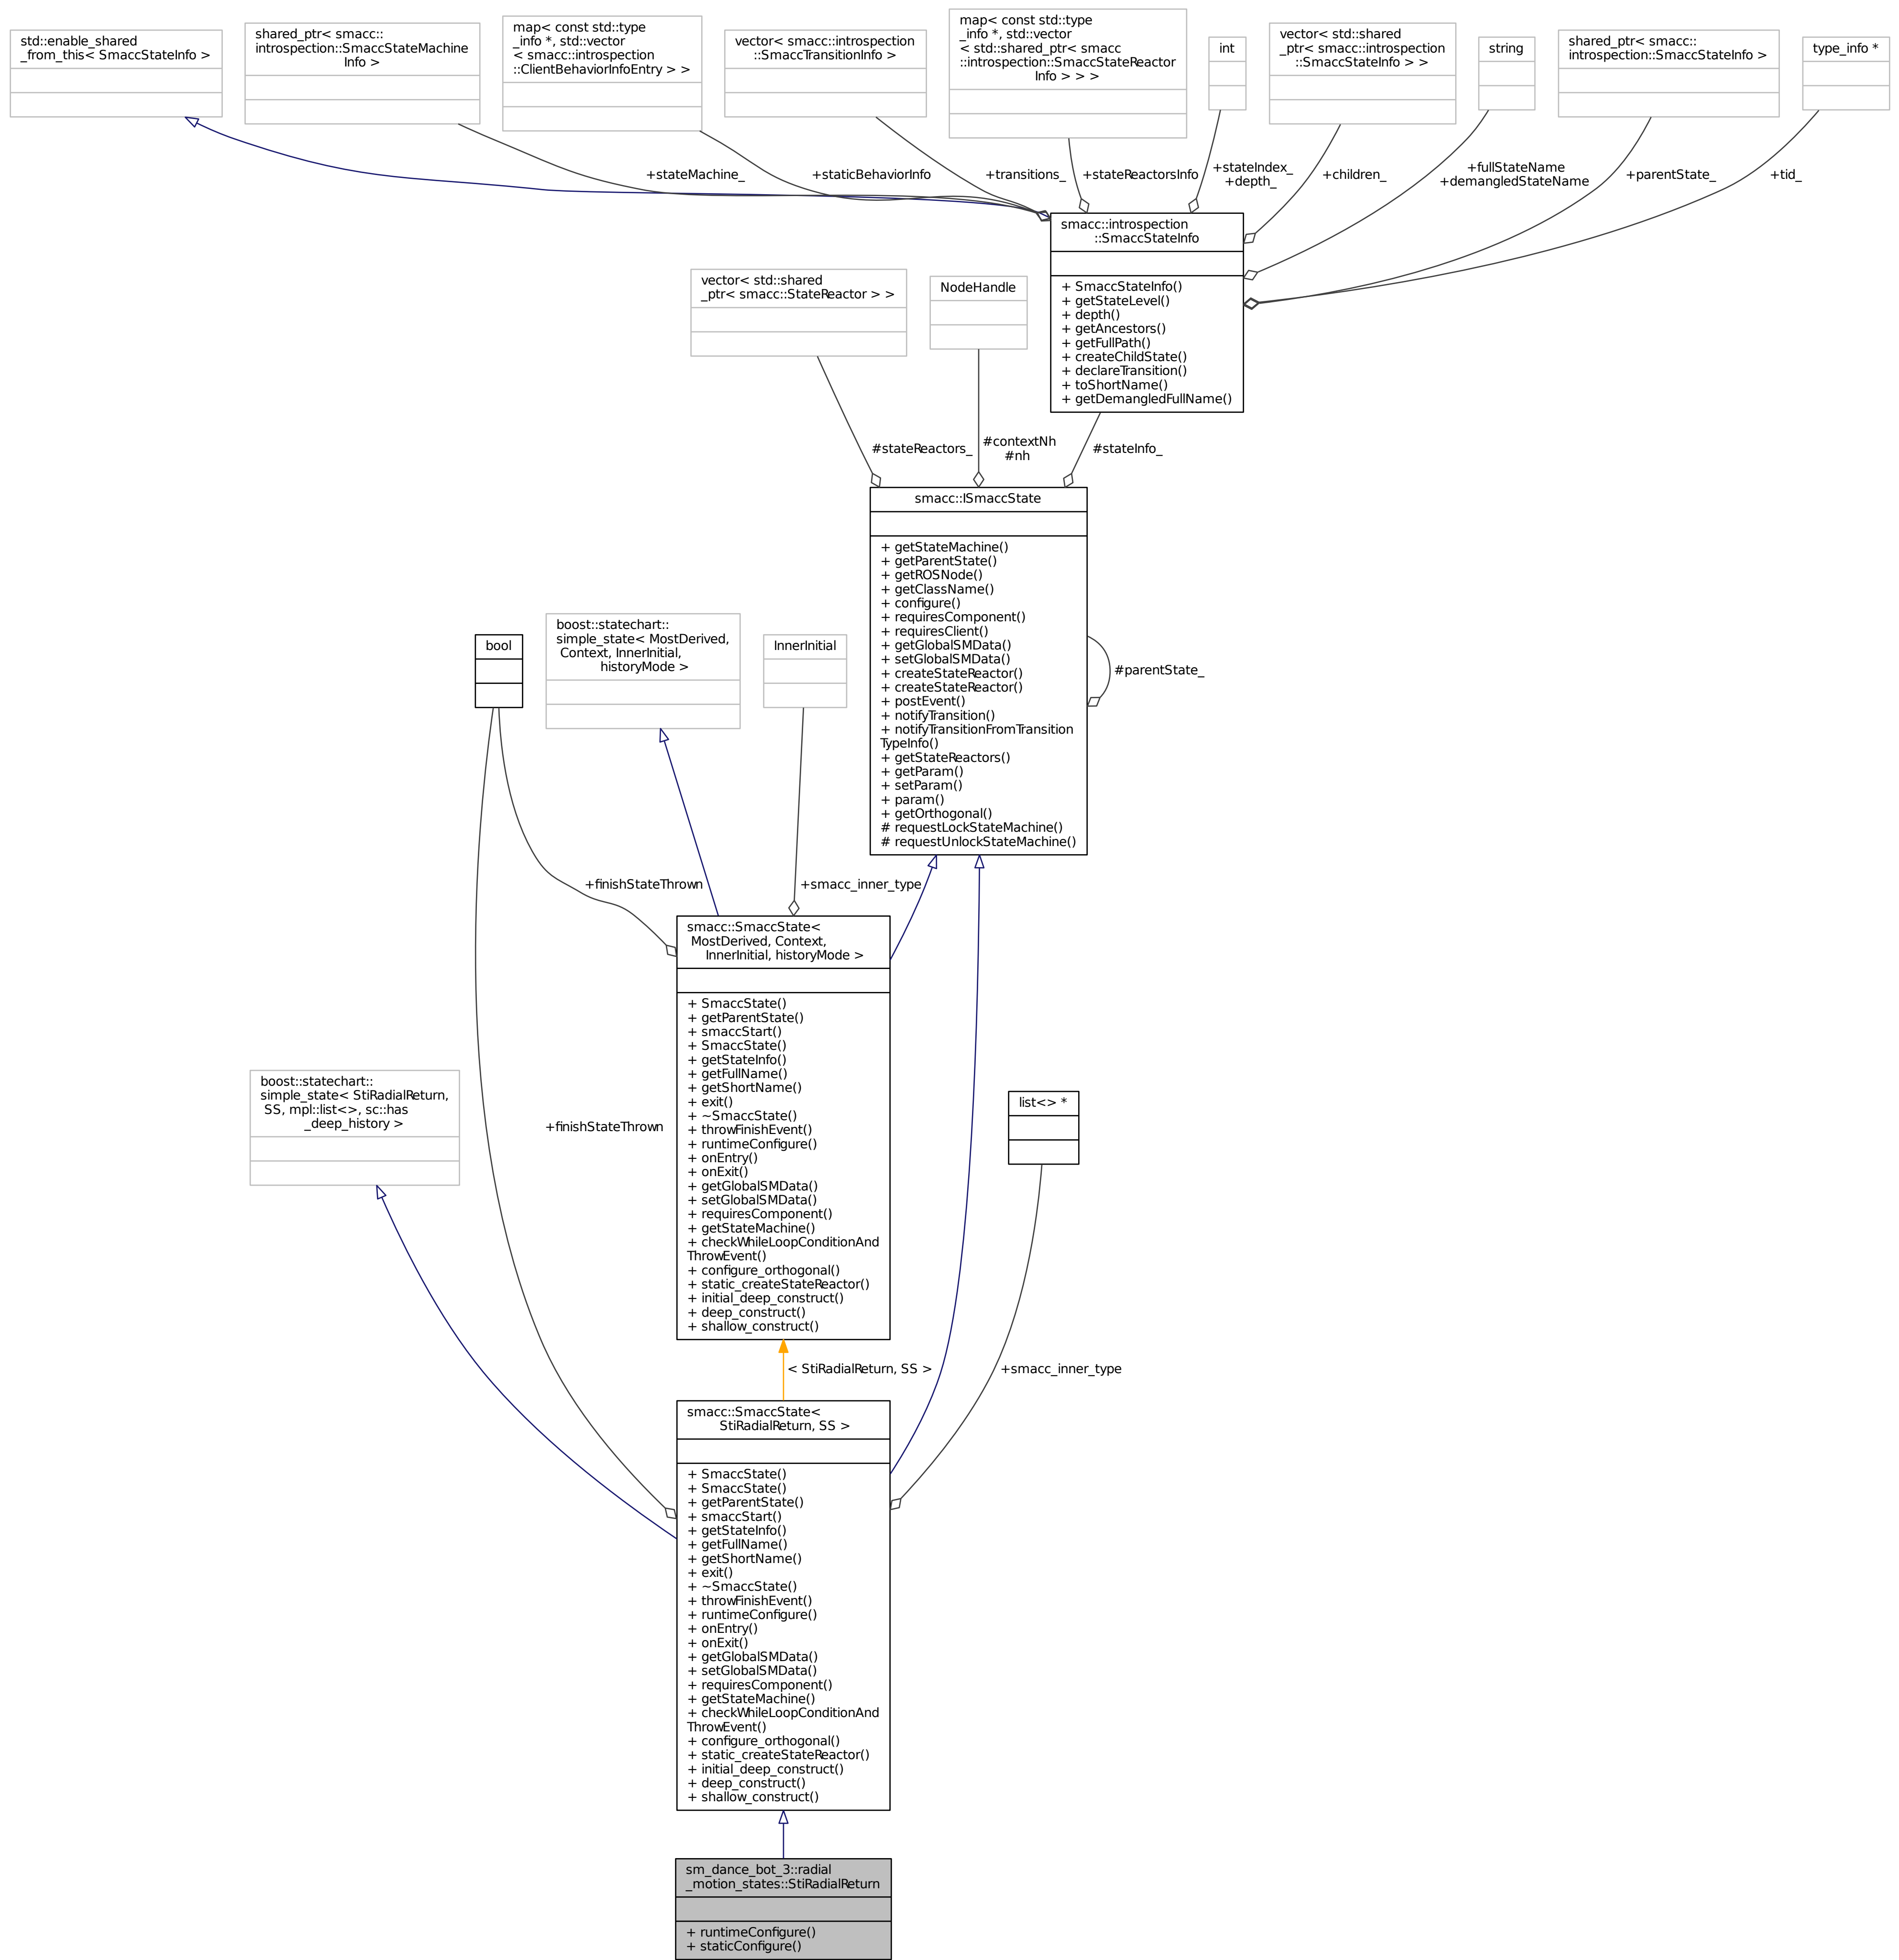 std::enable_shared
_from_this< SmaccStateInfo >
shared_ptr< smacc::
introspection::SmaccStateMachine
Info >
map< const std::type
_info *, std::vector
< smacc::introspection
::ClientBehaviorInfoEntry > >
vector< smacc::introspection
::SmaccTransitionInfo >
map< const std::type
_info *, std::vector
< std::shared_ptr< smacc
::introspection::SmaccStateReactor
Info > > >
int
vector< std::shared
_ptr< smacc::introspection
::SmaccStateInfo > >
string
shared_ptr< smacc::
introspection::SmaccStateInfo >
type_info *
+stateMachine_
+staticBehaviorInfo
+transitions_
+stateReactorsInfo
+stateIndex_
+depth_
+children_
+fullStateName
+demangledStateName
+parentState_
+tid_
smacc::introspection
::SmaccStateInfo
+ SmaccStateInfo()
+ getStateLevel()
+ depth()
+ getAncestors()
+ getFullPath()
+ createChildState()
+ declareTransition()
+ toShortName()
+ getDemangledFullName()
vector< std::shared
_ptr< smacc::StateReactor > >
NodeHandle
#stateReactors_
#contextNh
#nh
#stateInfo_
smacc::ISmaccState
+ getStateMachine()
+ getParentState()
+ getROSNode()
+ getClassName()
+ configure()
+ requiresComponent()
+ requiresClient()
+ getGlobalSMData()
+ setGlobalSMData()
+ createStateReactor()
+ createStateReactor()
+ postEvent()
+ notifyTransition()
+ notifyTransitionFromTransition
TypeInfo()
+ getStateReactors()
+ getParam()
+ setParam()
+ param()
+ getOrthogonal()
# requestLockStateMachine()
# requestUnlockStateMachine()
#parentState_
bool
boost::statechart::
simple_state< MostDerived,
Context, InnerInitial,
historyMode >
InnerInitial
+finishStateThrown
+smacc_inner_type
smacc::SmaccState<
MostDerived, Context,
InnerInitial, historyMode >
+ SmaccState()
+ getParentState()
+ smaccStart()
+ SmaccState()
+ getStateInfo()
+ getFullName()
+ getShortName()
+ exit()
+ ~SmaccState()
+ throwFinishEvent()
+ runtimeConfigure()
+ onEntry()
+ onExit()
+ getGlobalSMData()
+ setGlobalSMData()
+ requiresComponent()
+ getStateMachine()
+ checkWhileLoopConditionAnd
ThrowEvent()
+ configure_orthogonal()
+ static_createStateReactor()
+ initial_deep_construct()
+ deep_construct()
+ shallow_construct()
boost::statechart::
simple_state< StiRadialReturn,
SS, mpl::list<>, sc::has
_deep_history >
+finishStateThrown
list<> *
< StiRadialReturn, SS >
+smacc_inner_type
smacc::SmaccState<
StiRadialReturn, SS >
+ SmaccState()
+ SmaccState()
+ getParentState()
+ smaccStart()
+ getStateInfo()
+ getFullName()
+ getShortName()
+ exit()
+ ~SmaccState()
+ throwFinishEvent()
+ runtimeConfigure()
+ onEntry()
+ onExit()
+ getGlobalSMData()
+ setGlobalSMData()
+ requiresComponent()
+ getStateMachine()
+ checkWhileLoopConditionAnd
ThrowEvent()
+ configure_orthogonal()
+ static_createStateReactor()
+ initial_deep_construct()
+ deep_construct()
+ shallow_construct()
sm_dance_bot_3::radial
_motion_states::StiRadialReturn
+ runtimeConfigure()
+ staticConfigure()